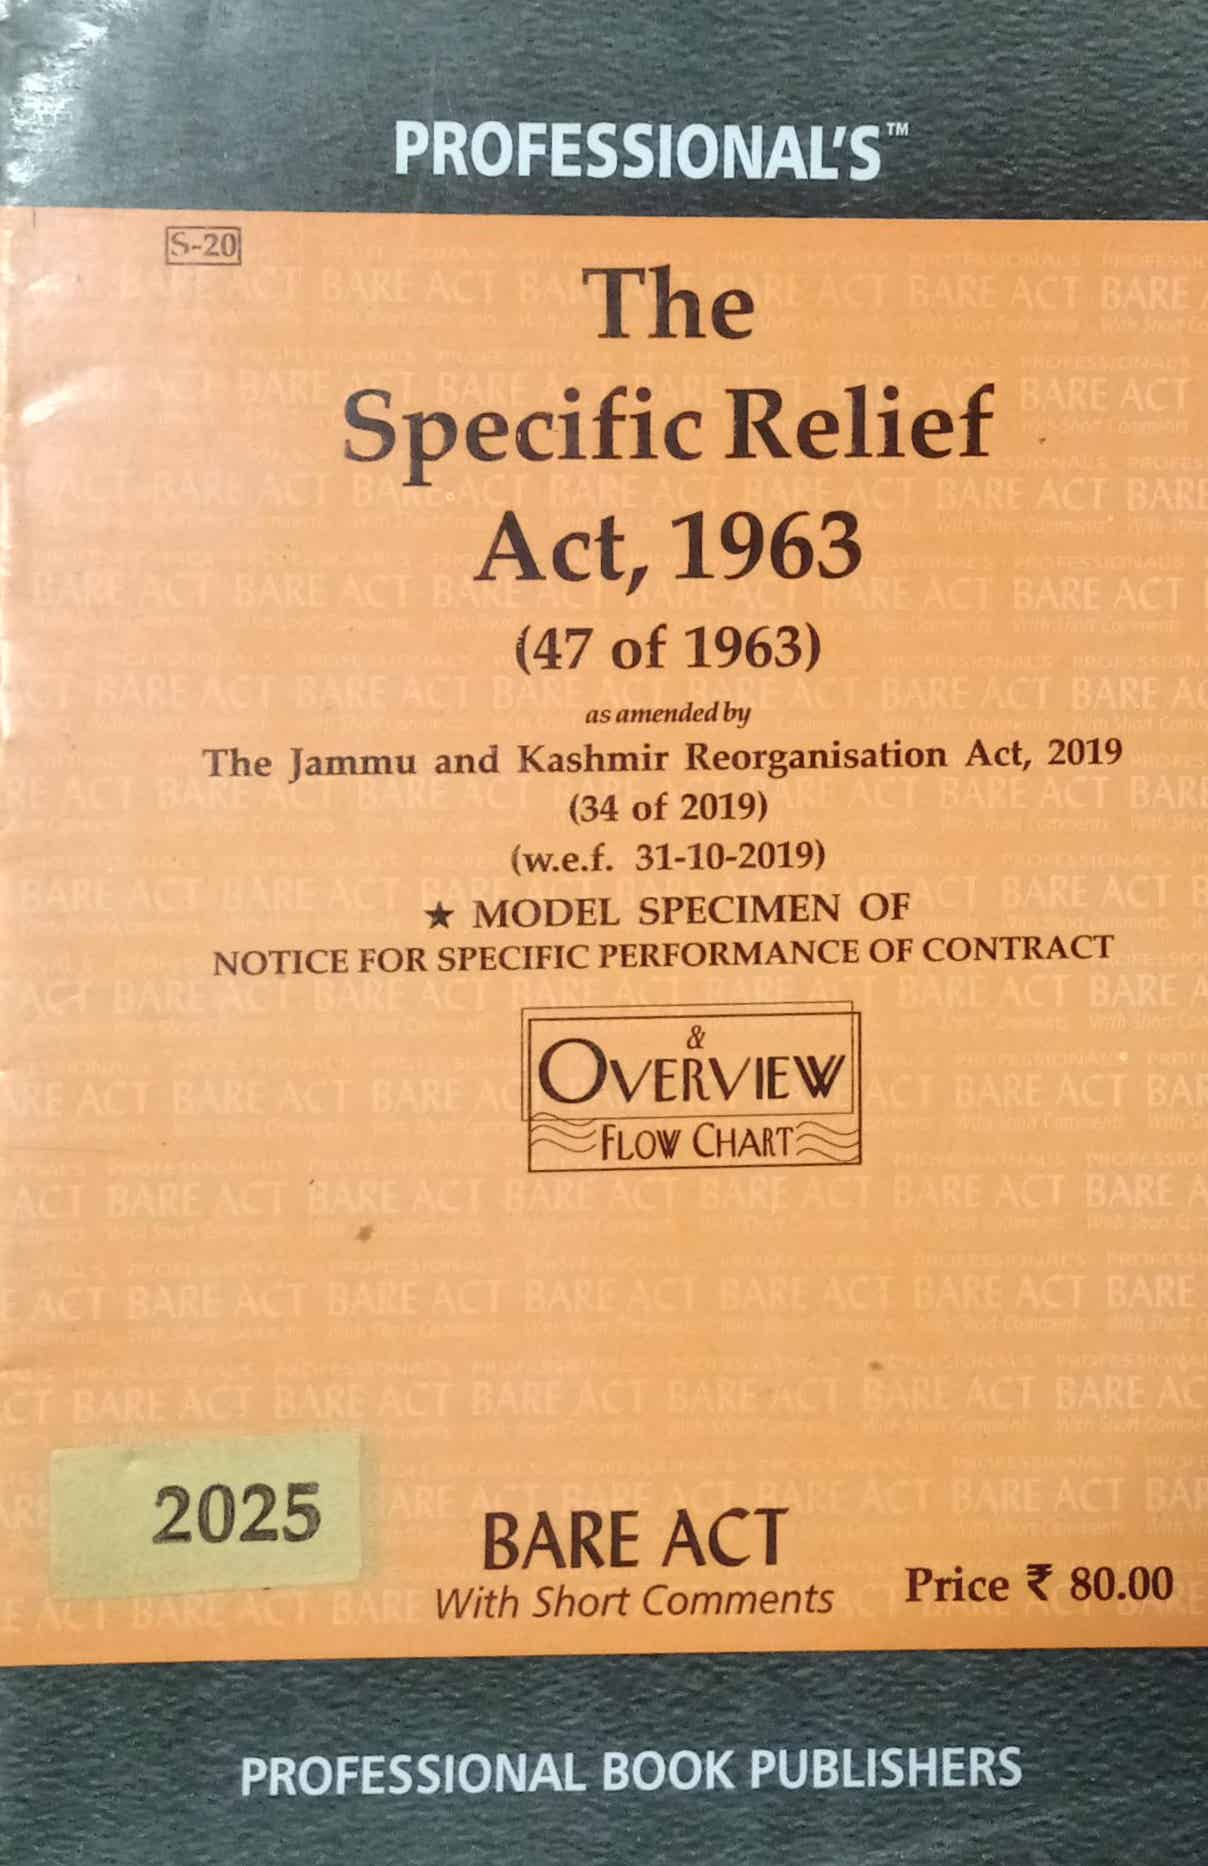 PROFESSIONAL'S™
S-20
The
Specific Relief
Act, 1963
(47 of 1963)
as amended by
The Jammu and Kashmir Reorganisation Act, 2019
(34 of 2019)
(w.e.f. 31-10-2019)
★ MODEL SPECIMEN OF
NOTICE FOR SPECIFIC PERFORMANCE OF CONTRACT
&
OVERVIEW
FLOW CHART
2025
BARE ACT
With Short Comments
Price ₹ 80.00
PROFESSIONAL BOOK PUBLISHERS